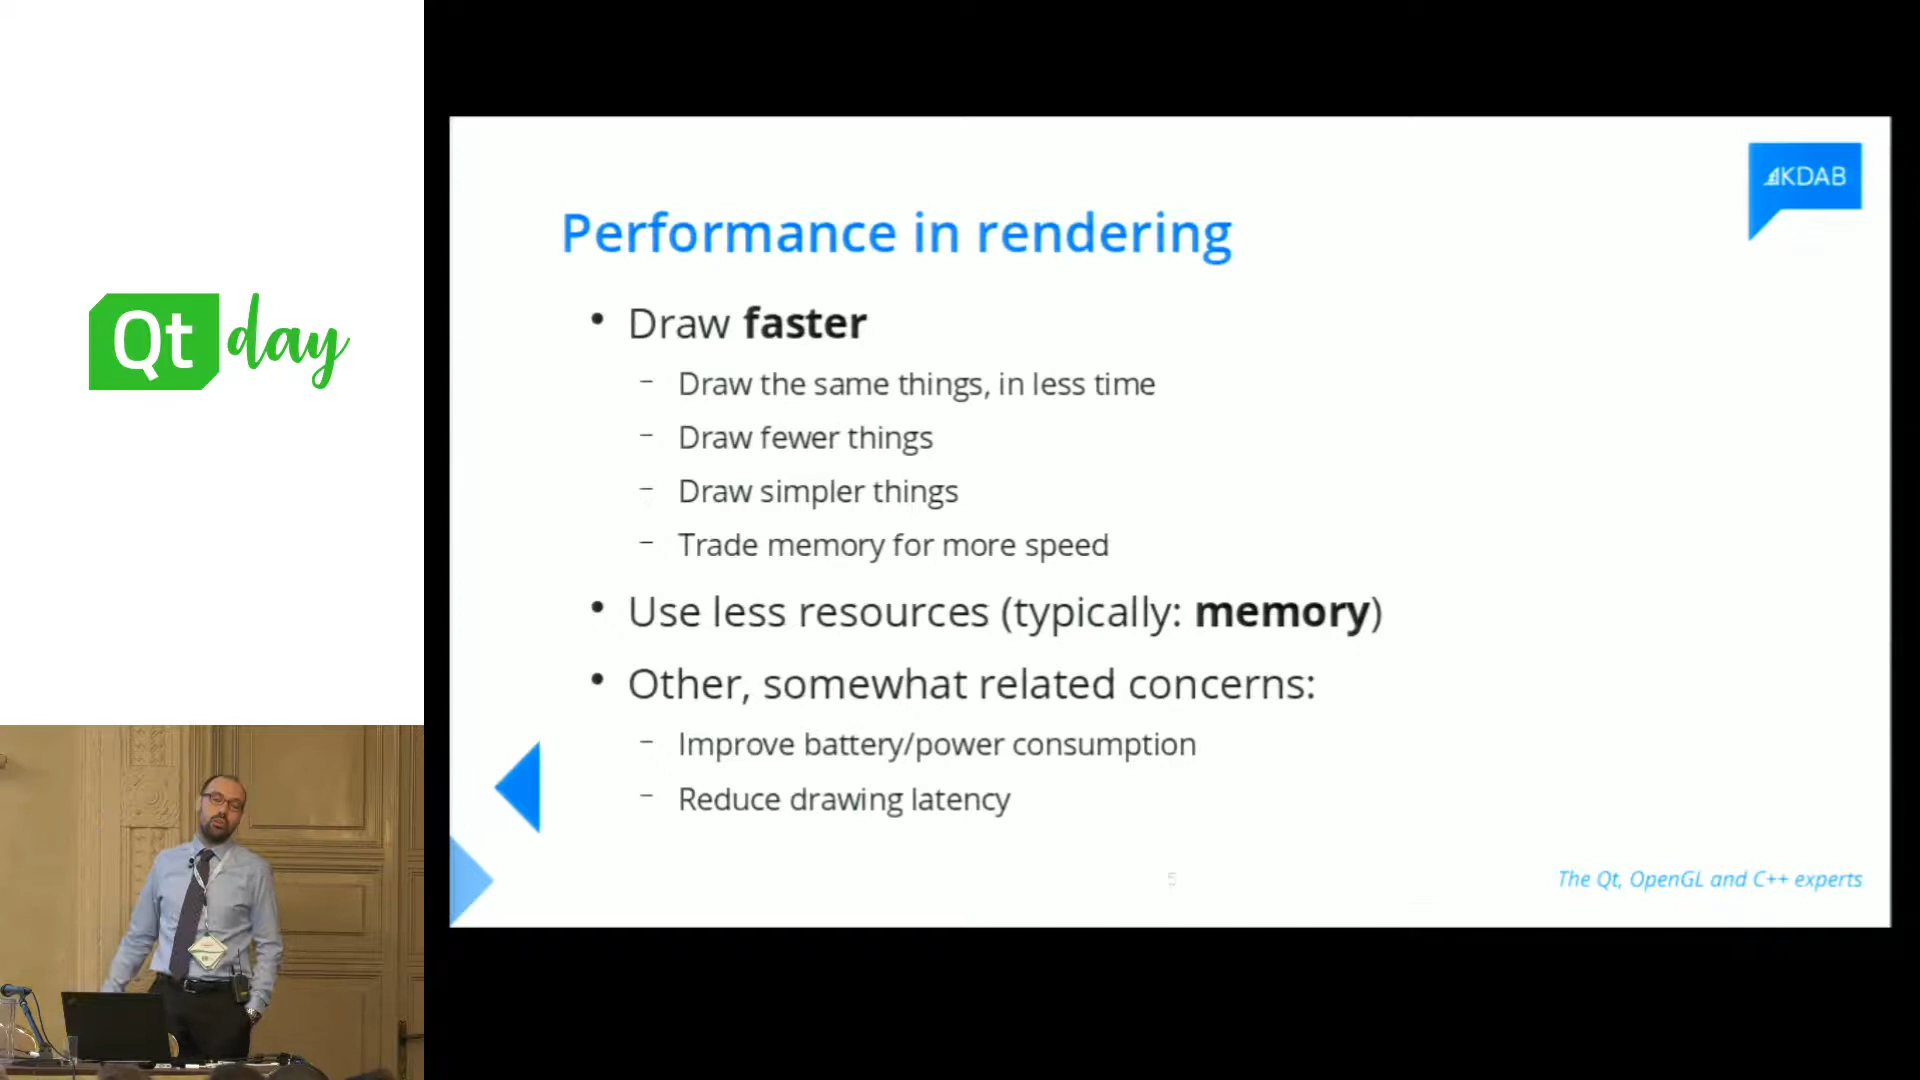 Qt day
KDAB
Performance in rendering
• Draw faster
– Draw the same things, in less time
– Draw fewer things
– Draw simpler things
– Trade memory for more speed
• Use less resources (typically: memory)
• Other, somewhat related concerns:
– Improve battery/power consumption
– Reduce drawing latency
5
The Qt, OpenGL and C++ experts